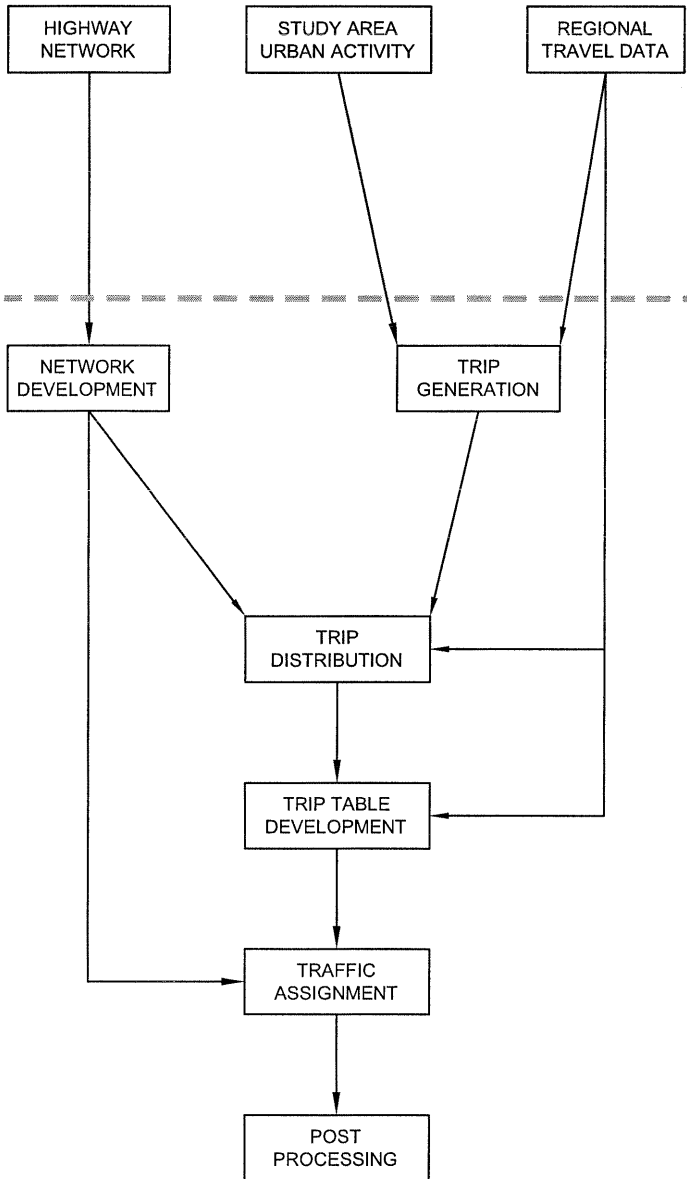 HIGHWAY
NETWORK
STUDY AREA
URBAN ACTIVITY
REGIONAL
TRAVEL DATA
NETWORK
DEVELOPMENT
TRIP
GENERATION
TRIP
DISTRIBUTION
TRIP TABLE
DEVELOPMENT
TRAFFIC
ASSIGNMENT
POST
PROCESSING